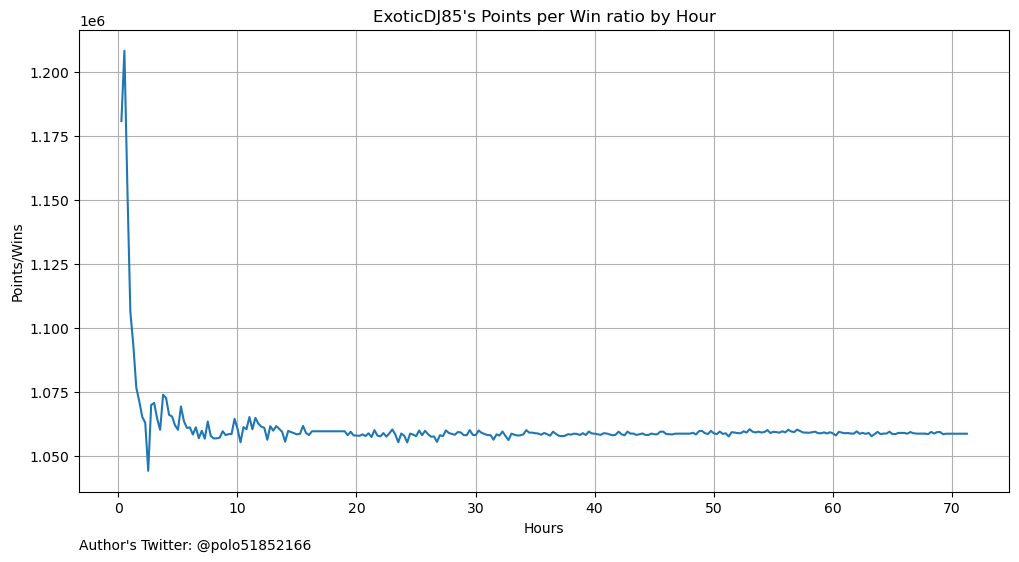 ExoticDJ85's Points per Win ratio by Hour
1e6
1.200
1.175
1.150
1.125
1.100
1.075
1.050
Points/Wins
0 10 20 30 40 50 60 70
Hours
Author's Twitter: @polo51852166